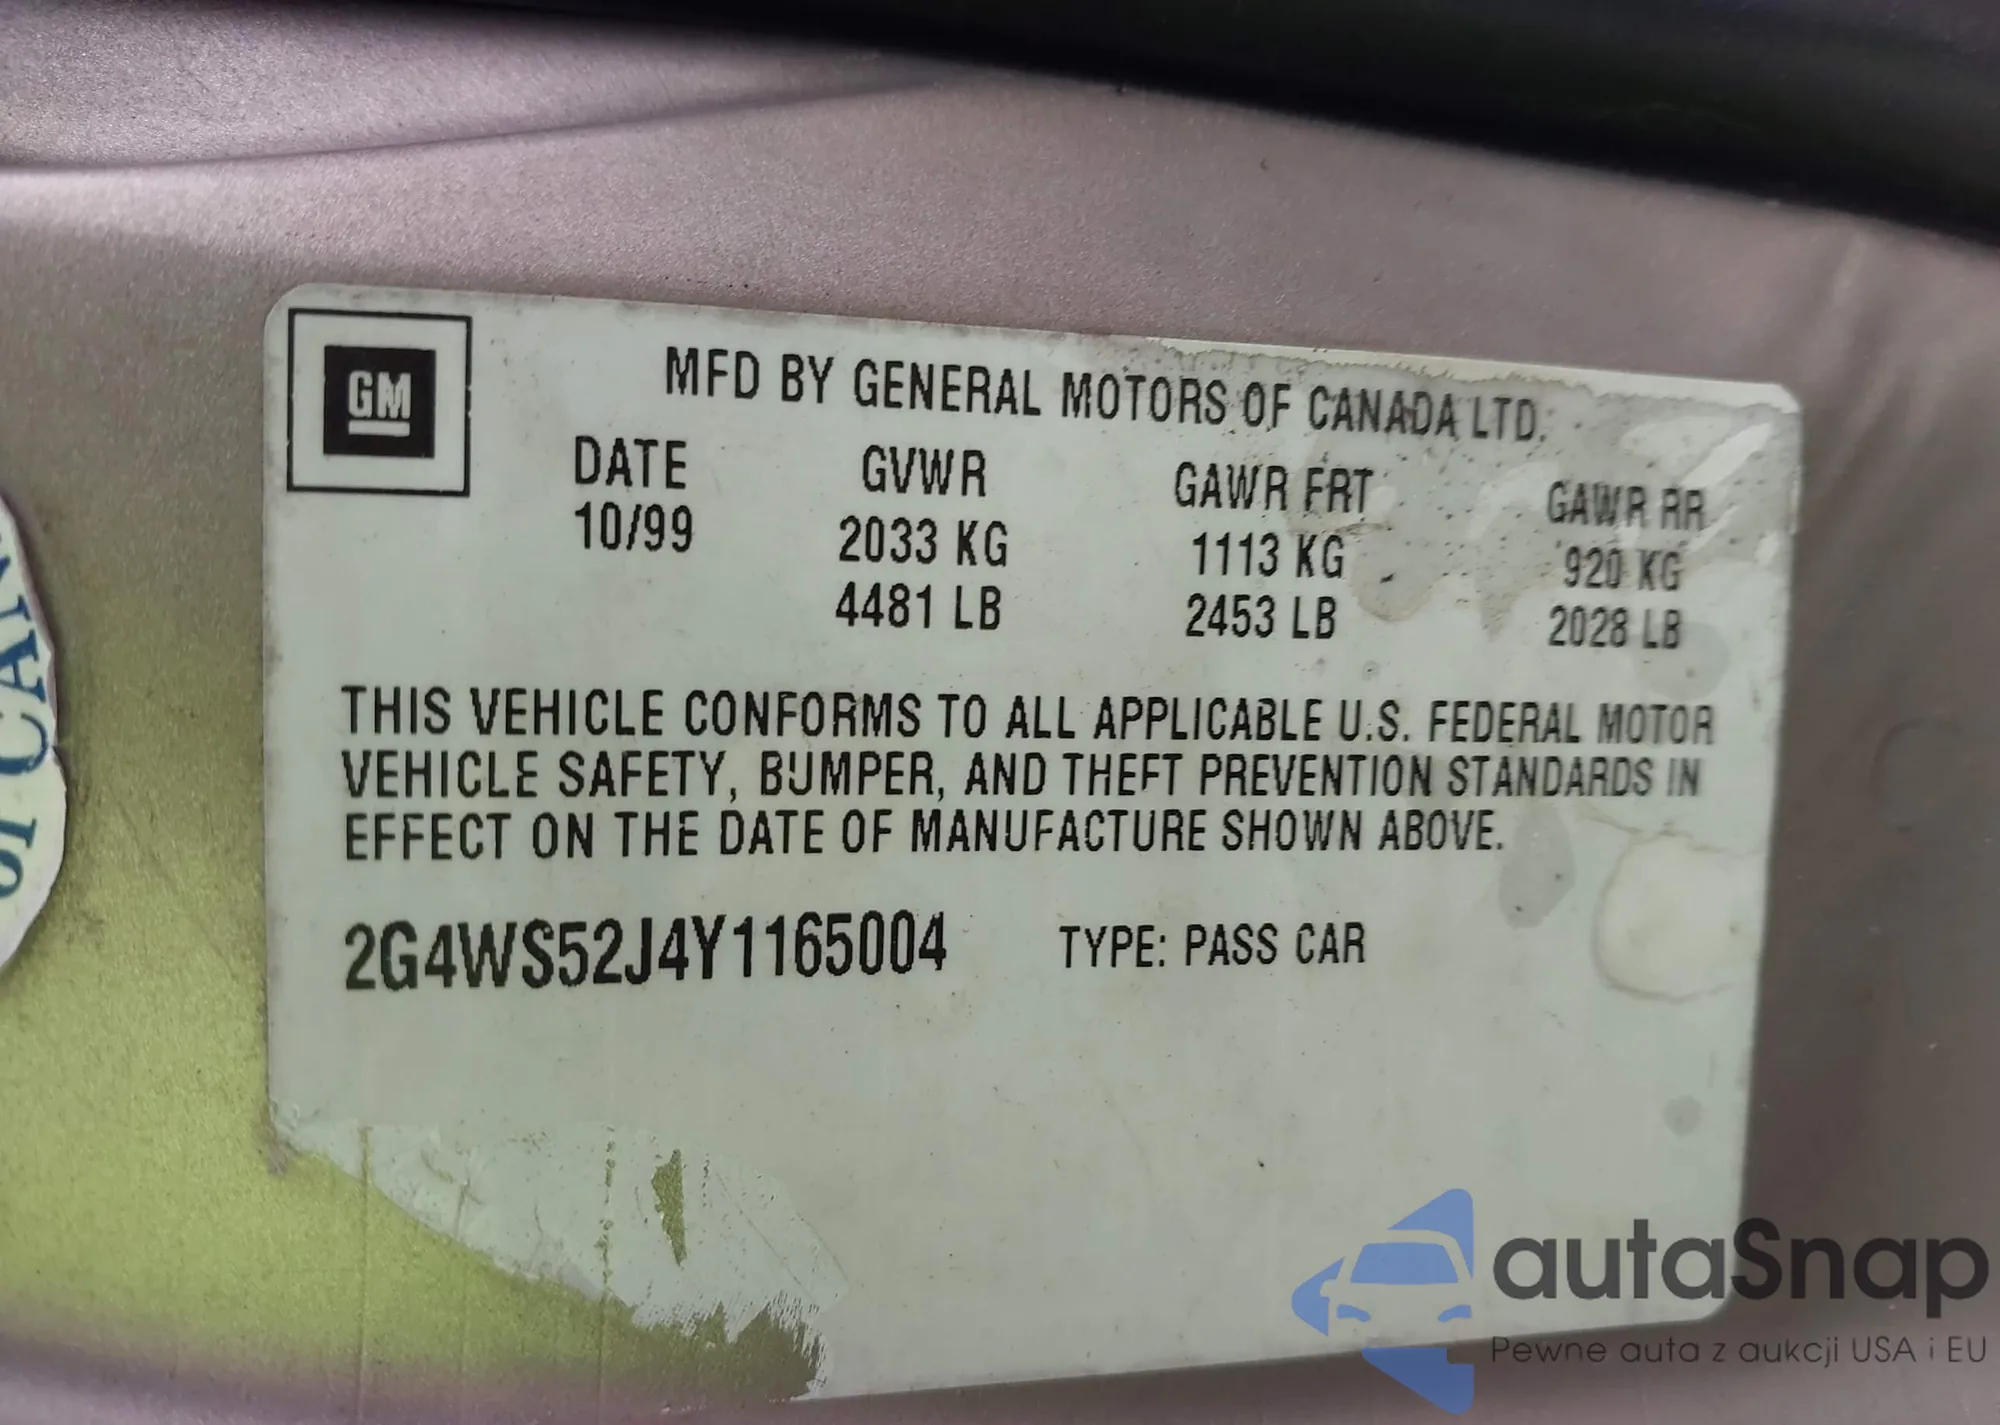 GM
MFD BY GENERAL MOTORS OF CANADA LTD.
DATE GVWR GAWR FRT GAWR RR
10/99 2033 KG 1113 KG 920 KG
4481 LB 2453 LB 2028 LB
THIS VEHICLE CONFORMS TO ALL APPLICABLE U.S. FEDERAL MOTOR
VEHICLE SAFETY, BUMPER, AND THEFT PREVENTION STANDARDS IN
EFFECT ON THE DATE OF MANUFACTURE SHOWN ABOVE.
2G4WS52J4Y1165004 TYPE: PASS CAR
autaSnap
Pewne auta z aukcji USA i EU